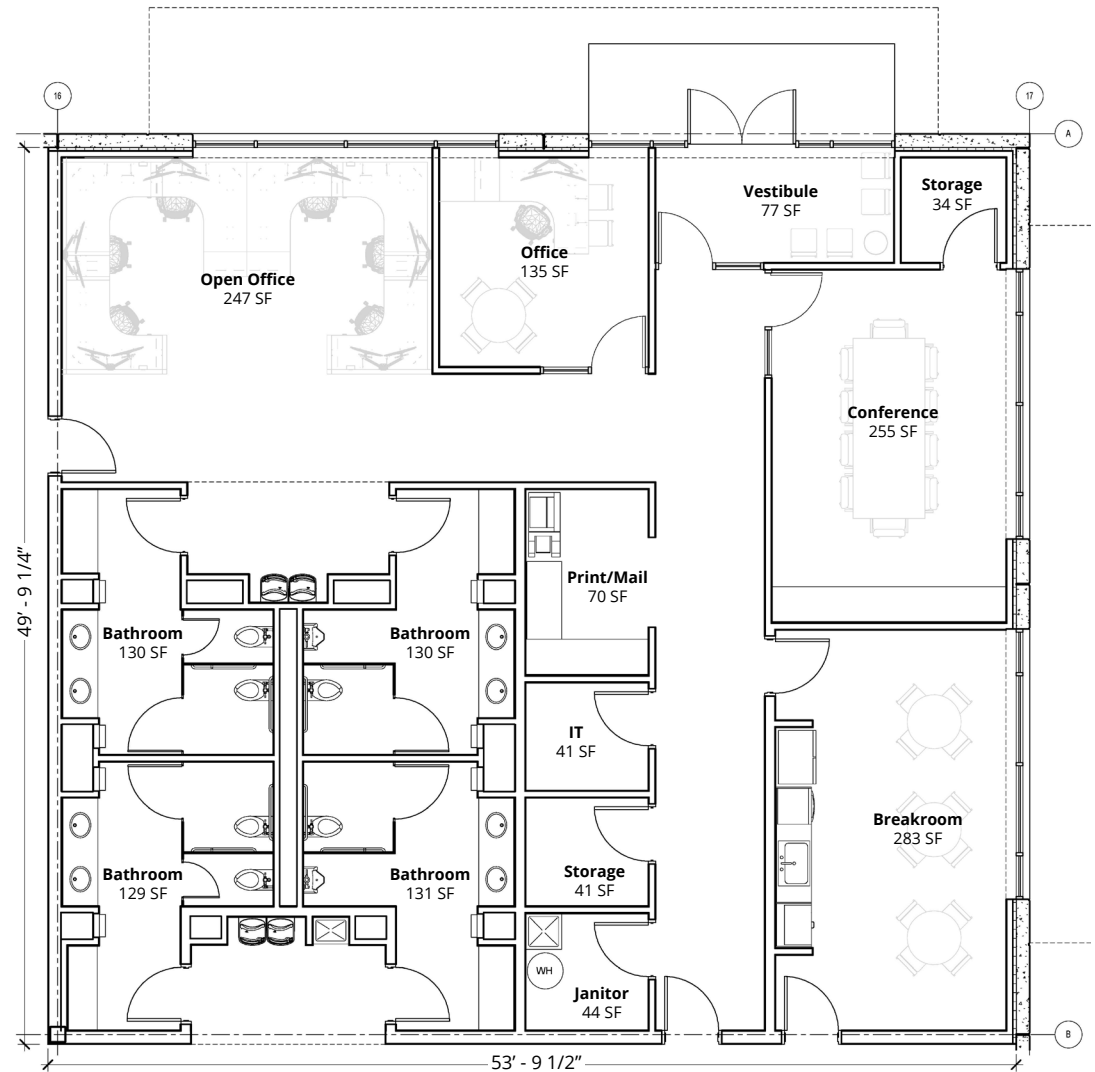 16
17
A
Vestibule
77 SF
Storage
34 SF
Office
135 SF
Open Office
247 SF
Conference
255 SF
Print/Mail
70 SF
Bathroom
130 SF
Bathroom
130 SF
IT
41 SF
Breakroom
283 SF
Bathroom
129 SF
Bathroom
131 SF
Storage
41 SF
WH
Janitor
44 SF
B
49’ - 9 1/4”
53’ - 9 1/2”